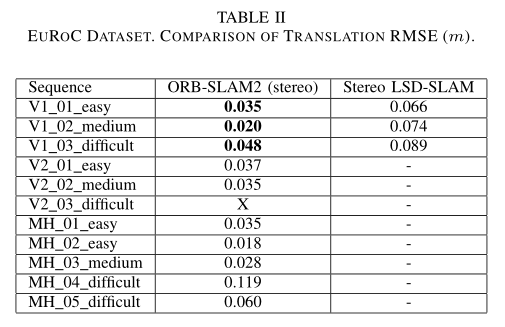 TABLE II
EUROC DATASET. COMPARISON OF TRANSLATION RMSE (m).
Sequence ORB-SLAM2 (stereo) Stereo LSD-SLAM
V1_01_easy 0.035 0.066
V1_02_medium 0.020 0.074
V1_03_difficult 0.048 0.089
V2_01_easy 0.037 -
V2_02_medium 0.035 -
V2_03_difficult X -
MH_01_easy 0.035 -
MH_02_easy 0.018 -
MH_03_medium 0.028 -
MH_04_difficult 0.119 -
MH_05_difficult 0.060 -